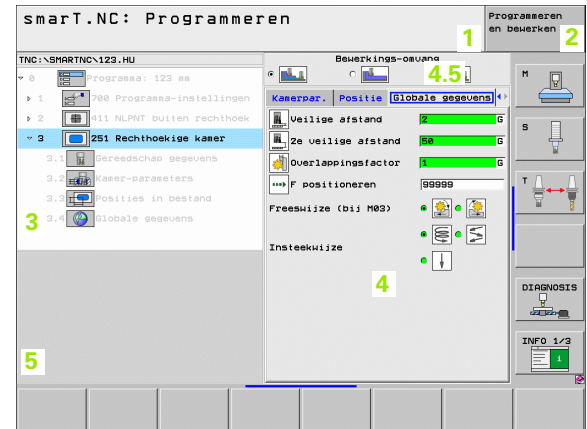 smarT.NC: Programmeren
1
Programmeren
en bewerken
2
TNC:\SMARTNC\123.HU
0 Programma: 123 mm
1 700 Programma-instellingen
2 411 NLPNT buiten rechthoek
3 251 Rechthoekige kamer
3.1 Gereedschap gegevens
3.2 Kamer-parameters
3.3 Posities in bestand
3.4 Globale gegevens
3
5
Bewerkings-omvang
4.5
Kamerpar. Positie Globale gegevens
Veilige afstand 2 G
2e veilige afstand 50 G
Overlappingsfactor 1 G
F positioneren 99999
Freeswijze (bij M03)
Insteekwijze
4
M
S
T
DIAGNOSIS
INFO 1/3
1